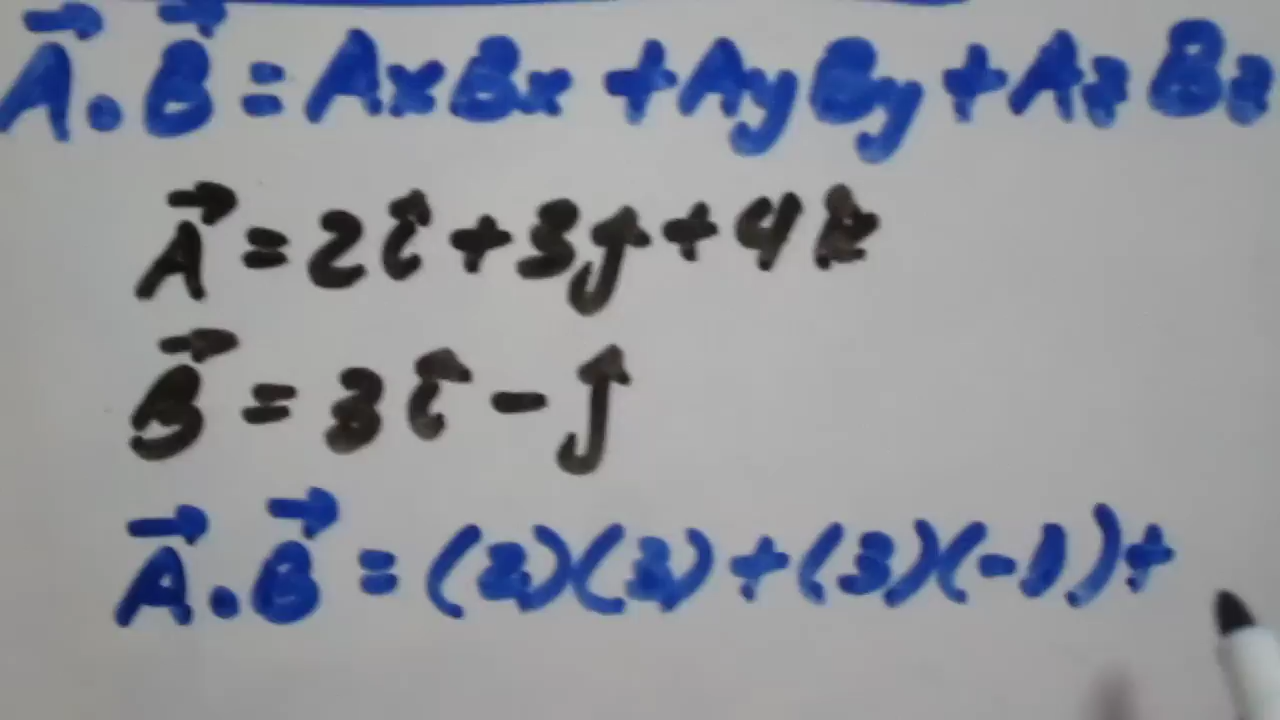 A⃗.B⃗ = AxBx + AyBy + AzBz
A⃗ = 2î + 3ĵ + 4k̂
B⃗ = 3î - ĵ
A⃗.B⃗ = (2)(3) + (3)(-1) +